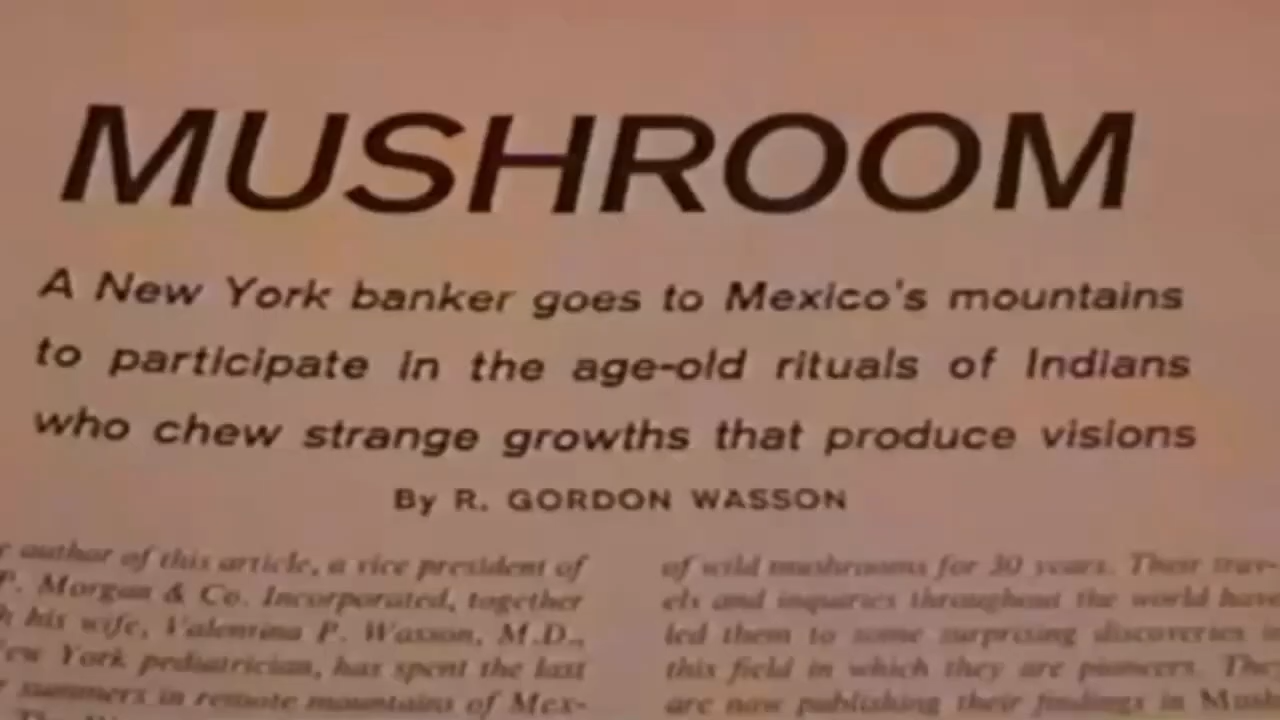 MUSHROOM
A New York banker goes to Mexico's mountains
to participate in the age-old rituals of Indians
who chew strange growths that produce visions
By R. GORDON WASSON
author of this article, a vice president of
P. Morgan & Co. Incorporated, together
his wife, Valentina P. Wasson, M.D.,
York pediatrician, has spent the last
summers in remote mountains of Mex-
of wild mushrooms for 30 years. Their trav-
els and inquiries throughout the world have
led them to some surprising discoveries in
this field in which they are pioneers. They
are now publishing their findings in Mush